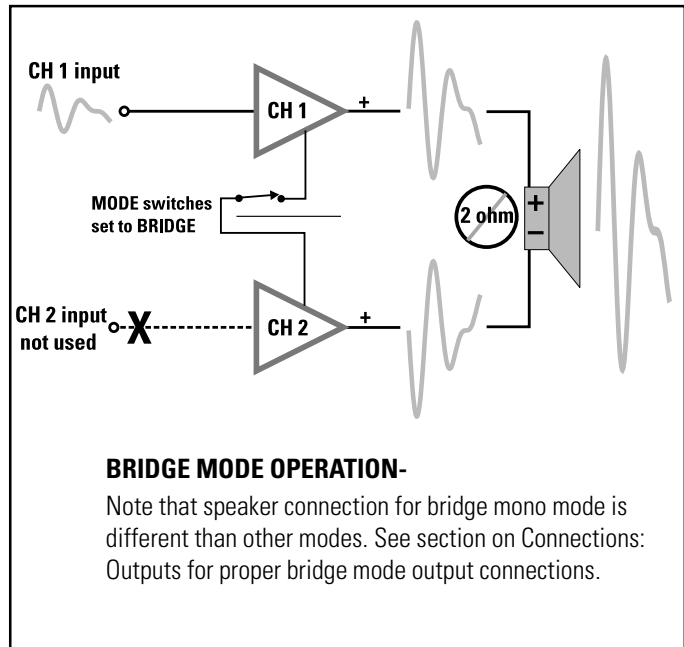 CH 1 input
CH 1
+
MODE switches
set to BRIDGE
2 ohm
+
−
CH 2 input
not used
X
CH 2
+
BRIDGE MODE OPERATION-
Note that speaker connection for bridge mono mode is
different than other modes. See section on Connections:
Outputs for proper bridge mode output connections.